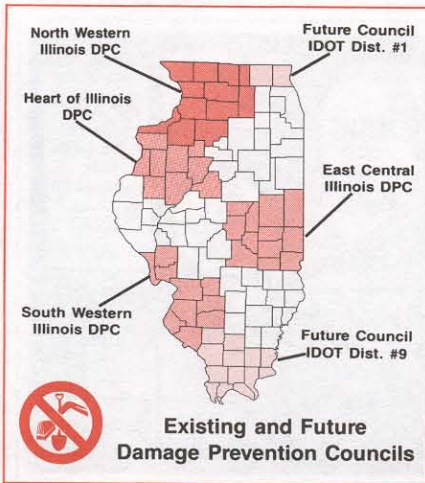 North Western
Illinois DPC
Future Council
IDOT Dist. #1
Heart of Illinois
DPC
East Central
Illinois DPC
South Western
Illinois DPC
Future Council
IDOT Dist. #9
Existing and Future
Damage Prevention Councils